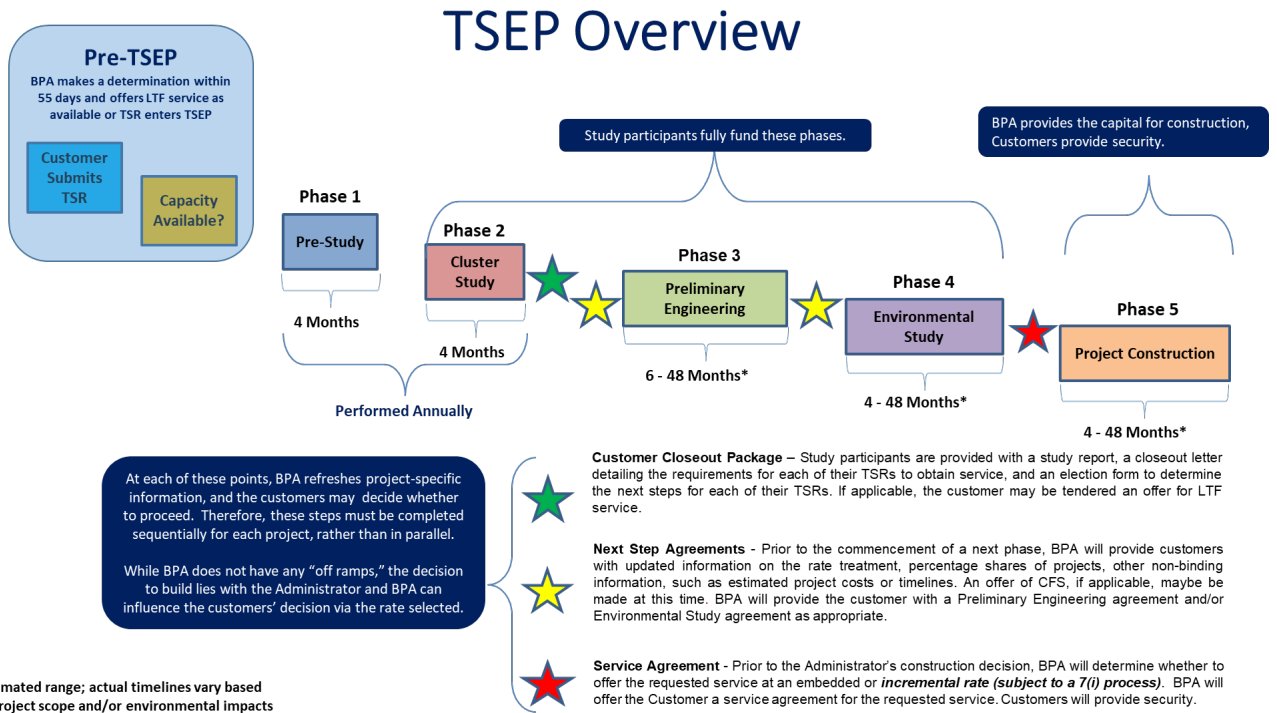 TSEP Overview
Pre-TSEP
BPA makes a determination within
55 days and offers LTF service as
available or TSR enters TSEP
Customer
Submits
TSR
Capacity
Available?
Study participants fully fund these phases.
BPA provides the capital for construction,
Customers provide security.
Phase 1
Pre-Study
4 Months
Phase 2
Cluster
Study
4 Months
Performed Annually
Phase 3
Preliminary
Engineering
6 - 48 Months*
Phase 4
Environmental
Study
4 - 48 Months*
Phase 5
Project Construction
4 - 48 Months*
At each of these points, BPA refreshes project-specific
information, and the customers may decide whether
to proceed. Therefore, these steps must be completed
sequentially for each project, rather than in parallel.
While BPA does not have any “off ramps,” the decision
to build lies with the Administrator and BPA can
influence the customers’ decision via the rate selected.
Customer Closeout Package – Study participants are provided with a study report, a closeout letter
detailing the requirements for each of their TSRs to obtain service, and an election form to determine
the next steps for each of their TSRs. If applicable, the customer may be tendered an offer for LTF
service.
Next Step Agreements - Prior to the commencement of a next phase, BPA will provide customers
with updated information on the rate treatment, percentage shares of projects, other non-binding
information, such as estimated project costs or timelines. An offer of CFS, if applicable, maybe be
made at this time. BPA will provide the customer with a Preliminary Engineering agreement and/or
Environmental Study agreement as appropriate.
Service Agreement - Prior to the Administrator’s construction decision, BPA will determine whether to
offer the requested service at an embedded or incremental rate (subject to a 7(i) process). BPA will
offer the Customer a service agreement for the requested service. Customers will provide security.
range; actual timelines vary based
scope and/or environmental impacts